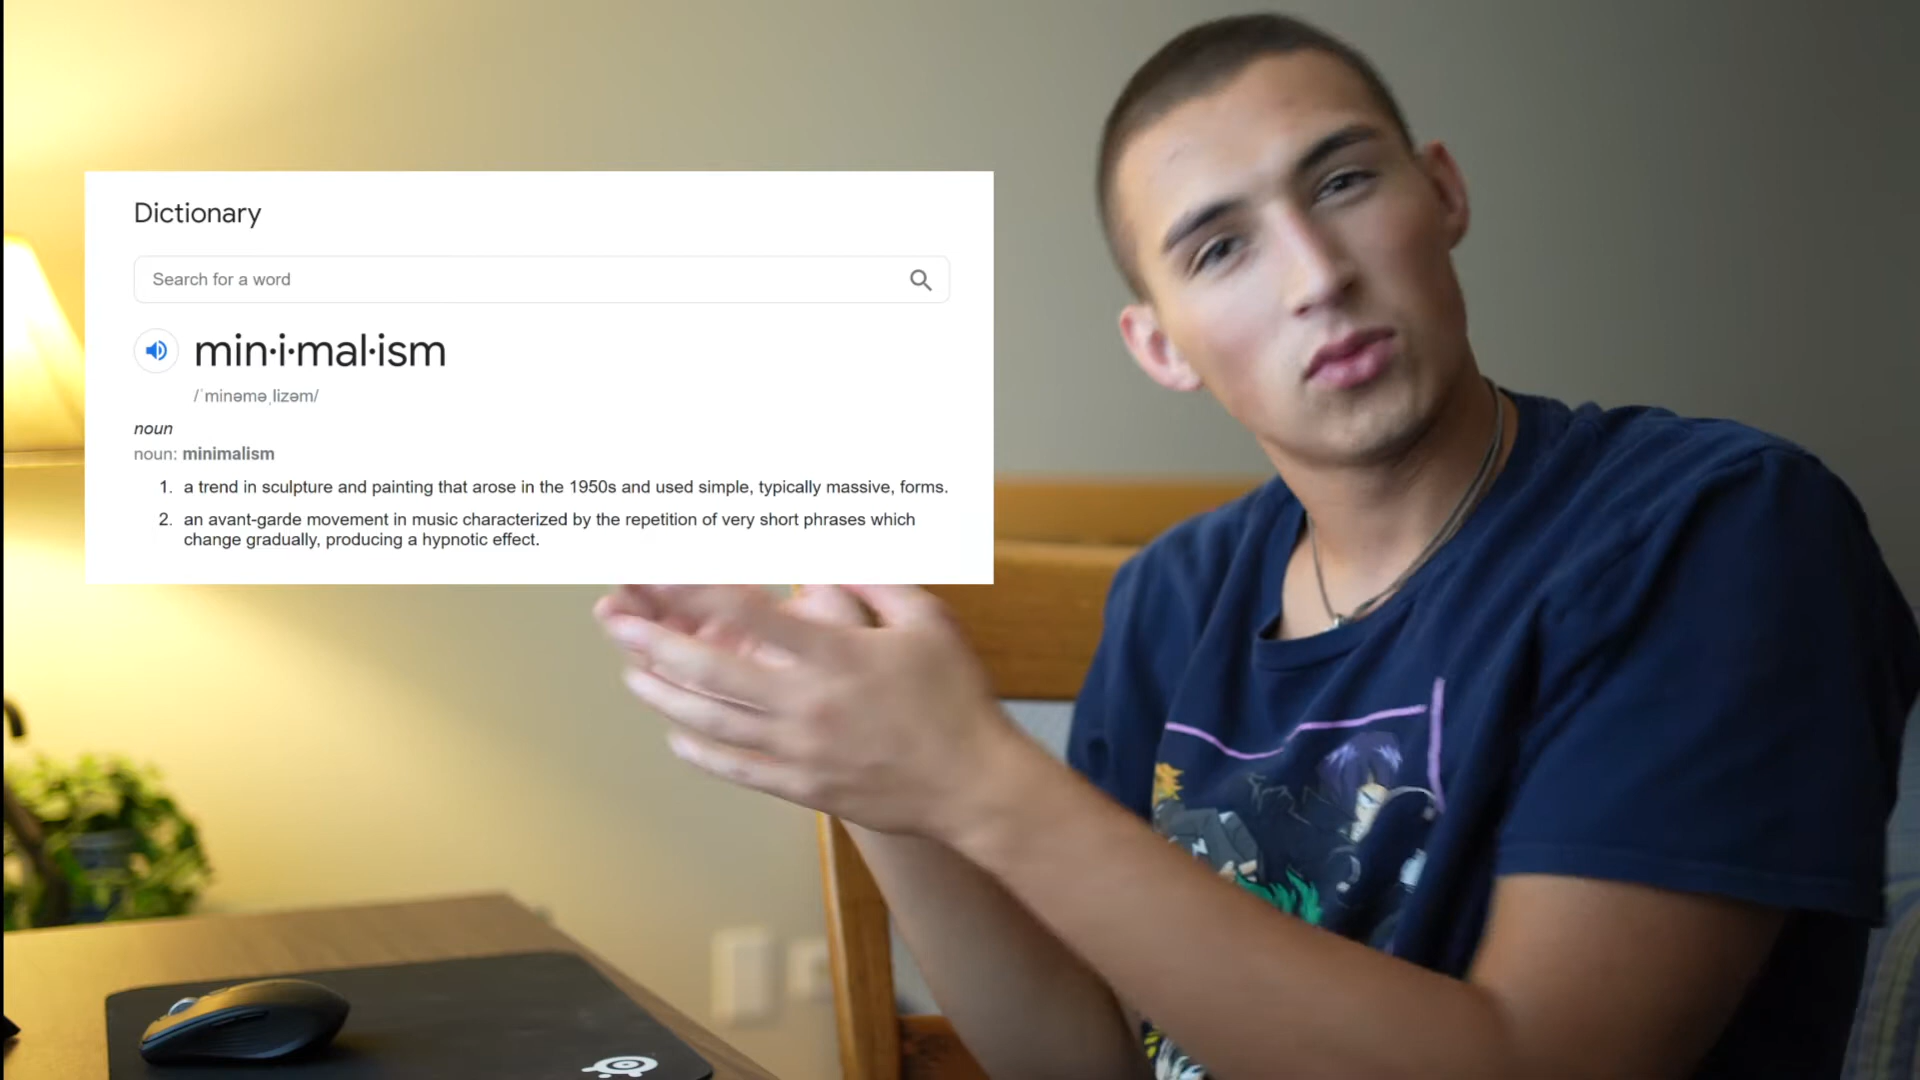 Dictionary
Search for a word
min·i·mal·ism
/ˈminəməˌlizəm/
noun
noun: minimalism
1. a trend in sculpture and painting that arose in the 1950s and used simple, typically massive, forms.
2. an avant-garde movement in music characterized by the repetition of very short phrases which
change gradually, producing a hypnotic effect.